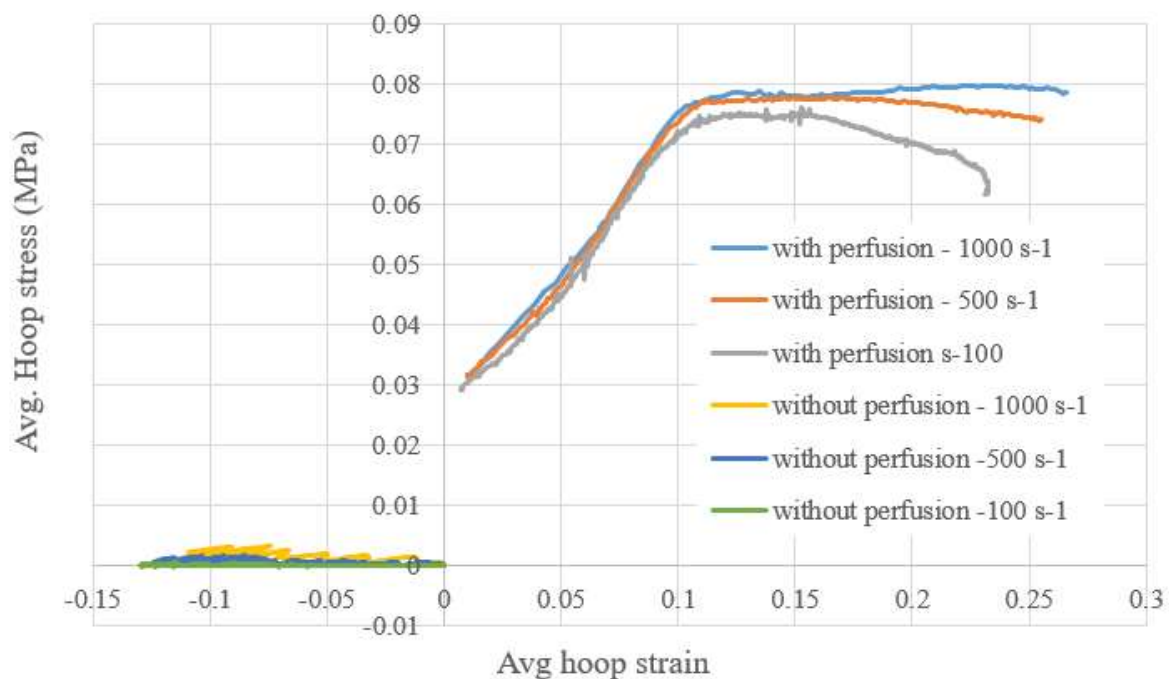 0.09
0.08
0.07
0.06
0.05
0.04
0.03
0.02
0.01
0
-0.01
-0.15
-0.1
-0.05
0
0.05
0.1
0.15
0.2
0.25
0.3
Avg. Hoop stress (MPa)
Avg hoop strain
with perfusion - 1000 s-1
with perfusion - 500 s-1
with perfusion s-100
without perfusion - 1000 s-1
without perfusion -500 s-1
without perfusion -100 s-1